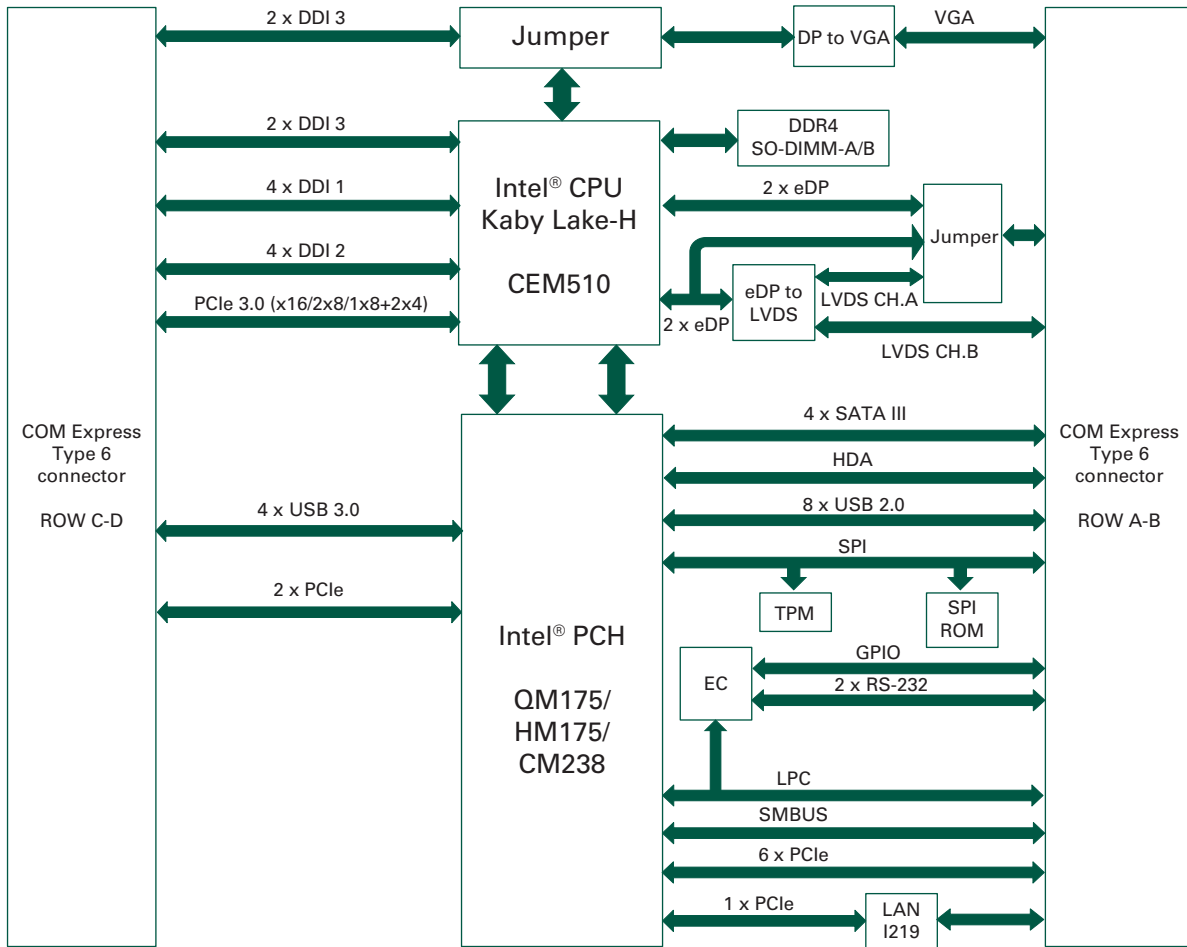 2 x DDI 3
Jumper
DP to VGA
VGA
2 x DDI 3
4 x DDI 1
4 x DDI 2
PCIe 3.0 (x16/2x8/1x8+2x4)
Intel® CPU
Kaby Lake-H
CEM510
DDR4
SO-DIMM-A/B
2 x eDP
Jumper
2 x eDP
eDP to
LVDS
LVDS CH.A
LVDS CH.B
COM Express
Type 6
connector
ROW C-D
4 x USB 3.0
2 x PCIe
Intel® PCH
QM175/
HM175/
CM238
4 x SATA III
HDA
8 x USB 2.0
SPI
TPM
SPI
ROM
EC
GPIO
2 x RS-232
LPC
SMBUS
6 x PCIe
1 x PCIe
LAN
I219
COM Express
Type 6
connector
ROW A-B